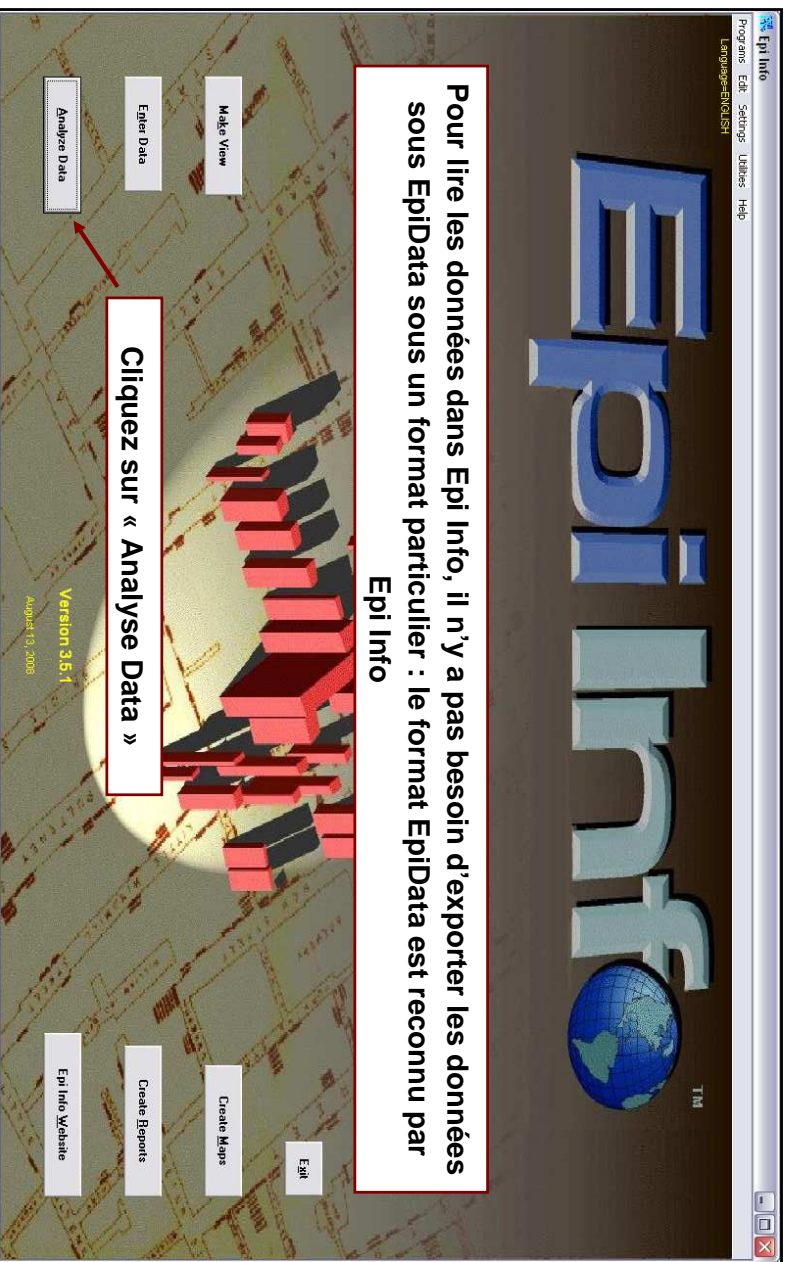 Epi Info
Programs Edit Settings Utilities Help
Language=ENGLISH
Epi Info TM
Pour lire les données dans Epi Info, il n'y a pas besoin d'exporter les données
sous EpiData sous un format particulier : le format EpiData est reconnu par
Epi Info
Exit
Make View
Create Maps
Enter Data
Create Reports
Cliquez sur « Analyse Data »
Analyze Data
Epi Info Website
Version 3.5.1
August 13, 2008